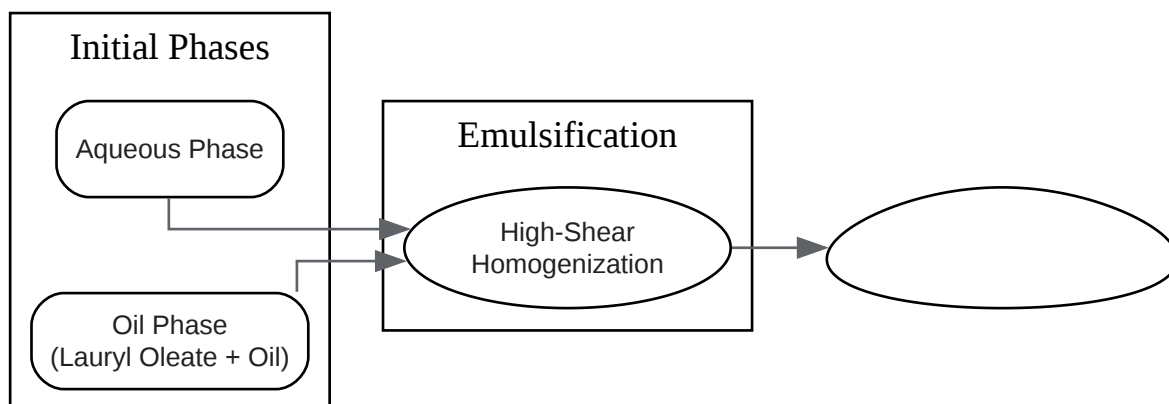 Initial Phases
Aqueous Phase
Oil Phase
(Lauryl Oleate + Oil)
Emulsification
High-Shear
Homogenization